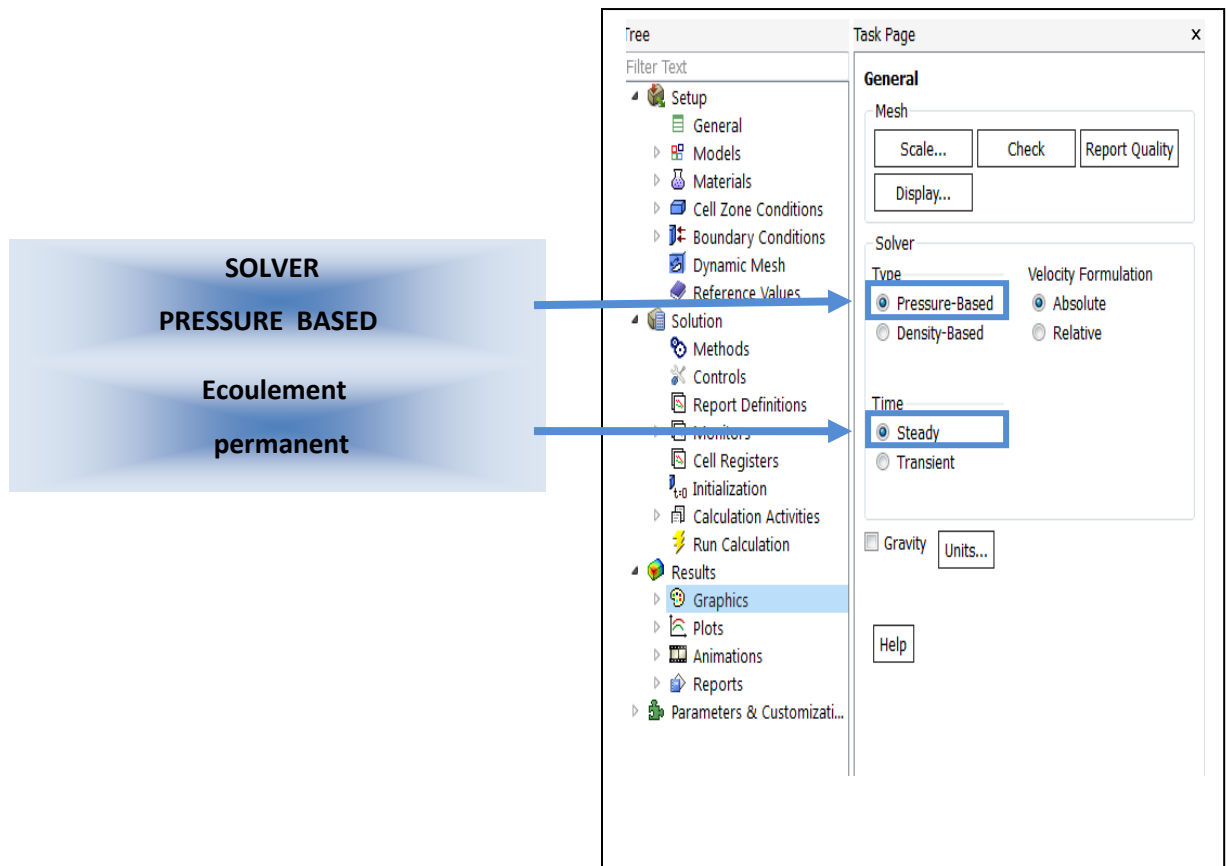 SOLVER
PRESSURE BASED
Ecoulement
permanent
Tree
Filter Text
Setup
General
Models
Materials
Cell Zone Conditions
Boundary Conditions
Dynamic Mesh
Reference Values
Solution
Methods
Controls
Report Definitions
Monitors
Cell Registers
t=0 Initialization
Calculation Activities
Run Calculation
Results
Graphics
Plots
Animations
Reports
Parameters & Customizati...
Task Page x
General
Mesh
Scale... Check Report Quality
Display...
Solver
Type Velocity Formulation
Pressure-Based Absolute
Density-Based Relative
Time
Steady
Transient
Gravity Units...
Help